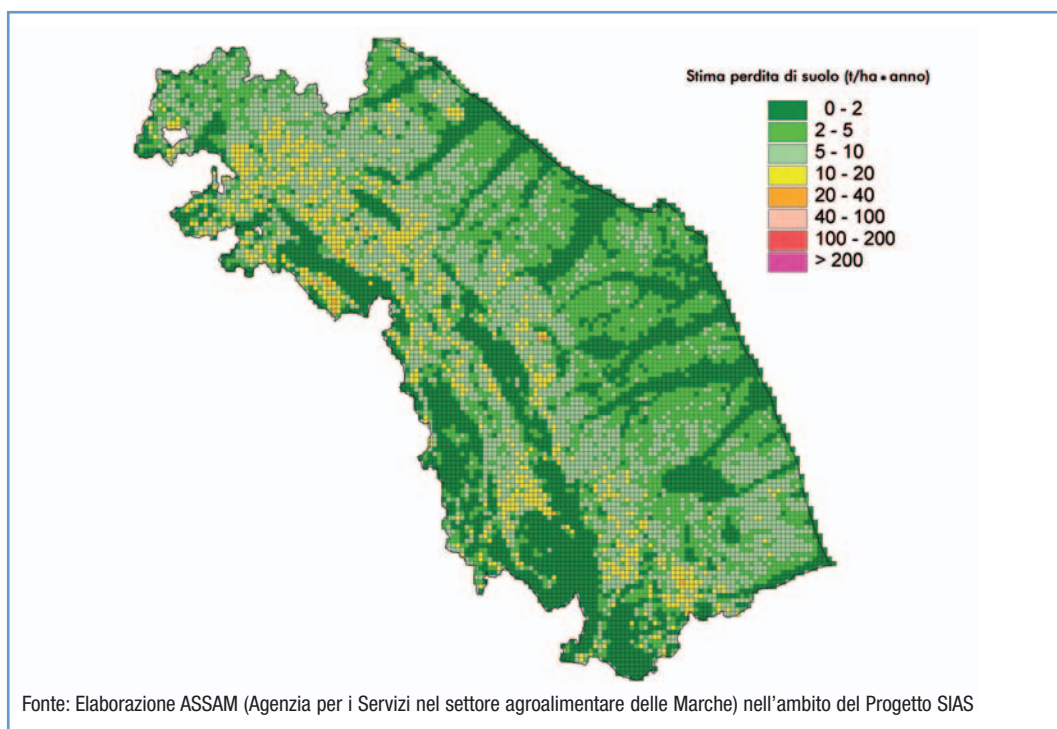 Stima perdita di suolo (t/ha•anno)
0 - 2
2 - 5
5 - 10
10 - 20
20 - 40
40 - 100
100 - 200
> 200
Fonte: Elaborazione ASSAM (Agenzia per i Servizi nel settore agroalimentare delle Marche) nell'ambito del Progetto SIAS